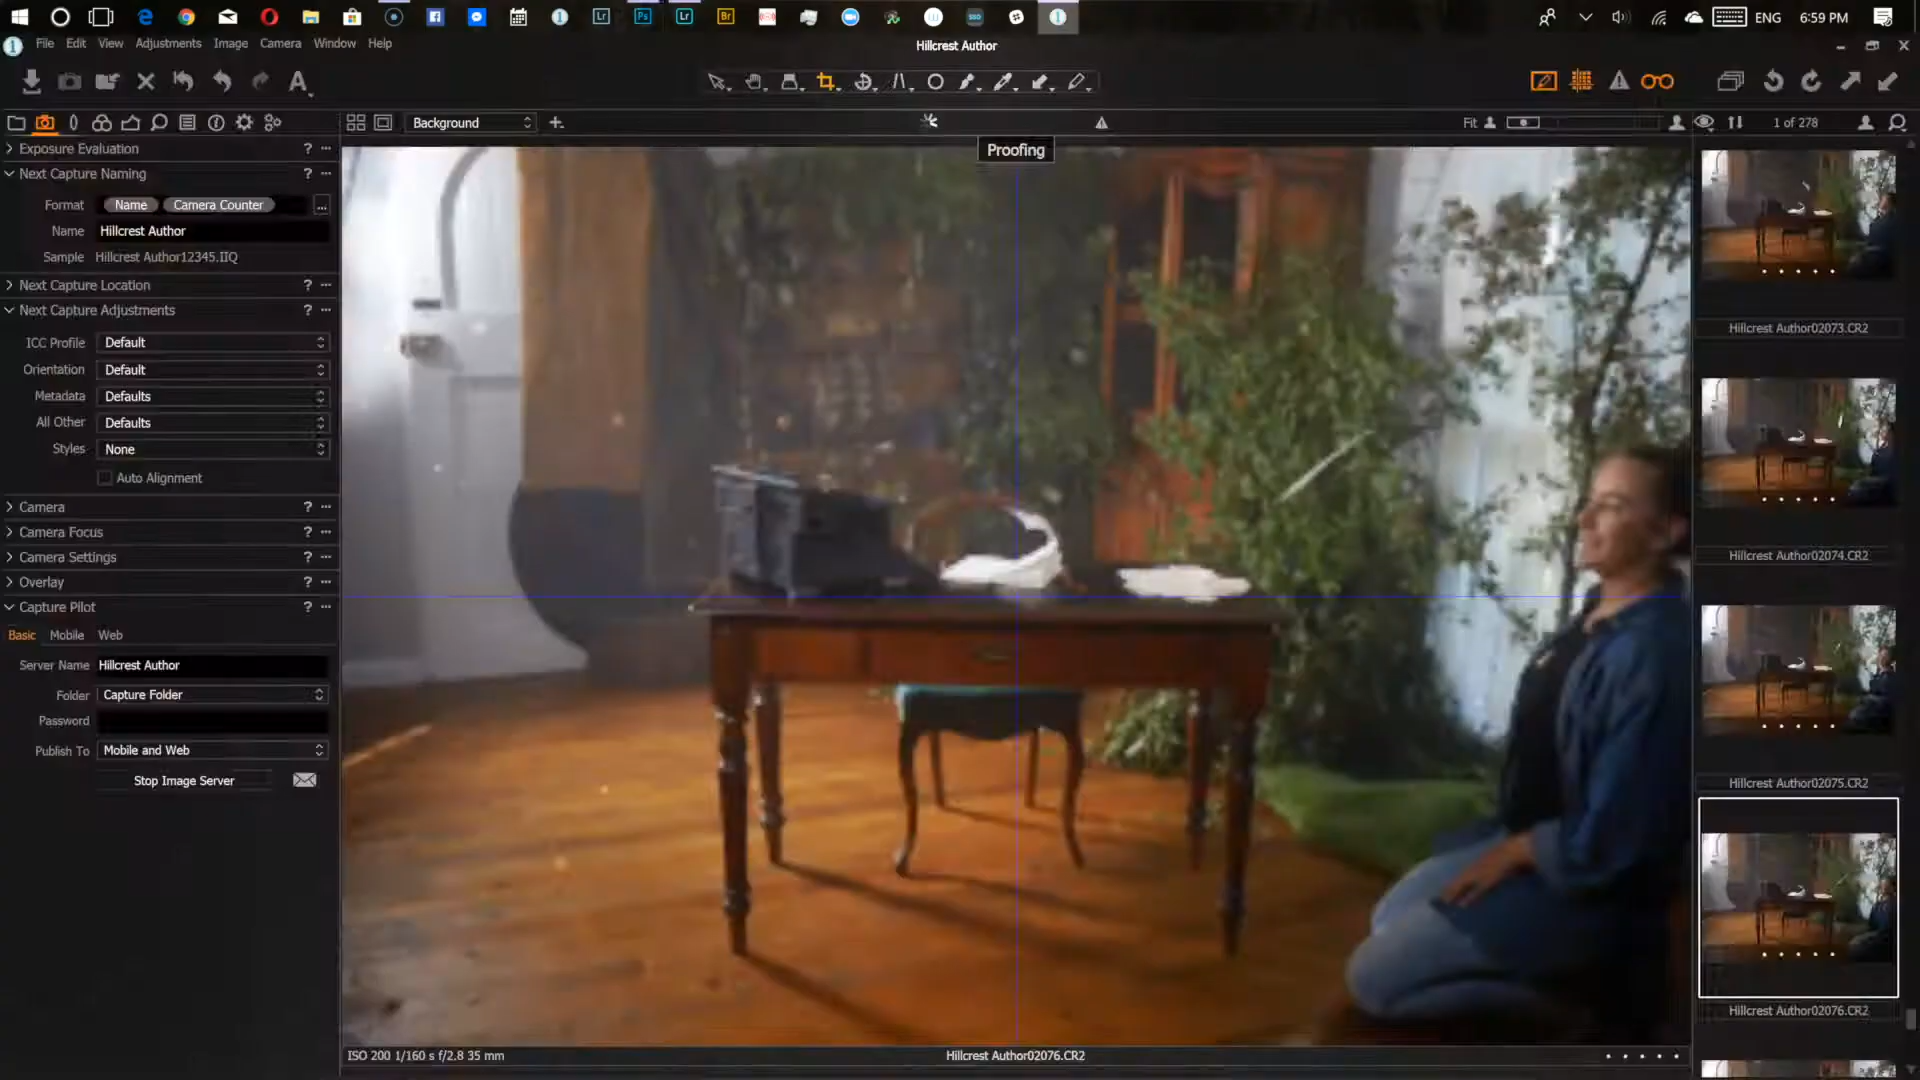 Lr
Ps
Lr
Br
SSO
ENG
6:59 PM
File Edit View Adjustments Image Camera Window Help
Hillcrest Author
A
Background
Fit
1 of 278
Proofing
Exposure Evaluation ? ...
Next Capture Naming ? ...
Format Name Camera Counter ...
Name Hillcrest Author
Sample Hillcrest Author12345.IIQ
Next Capture Location ? ...
Next Capture Adjustments ? ...
ICC Profile Default
Orientation Default
Metadata Defaults
All Other Defaults
Styles None
Auto Alignment
Camera ? ...
Camera Focus ? ...
Camera Settings ? ...
Overlay ? ...
Capture Pilot ? ...
Basic Mobile Web
Server Name Hillcrest Author
Folder Capture Folder
Password
Publish To Mobile and Web
Stop Image Server
Hillcrest Author02073.CR2
Hillcrest Author02074.CR2
Hillcrest Author02075.CR2
Hillcrest Author02076.CR2
ISO 200 1/160 s f/2.8 35 mm
Hillcrest Author02076.CR2